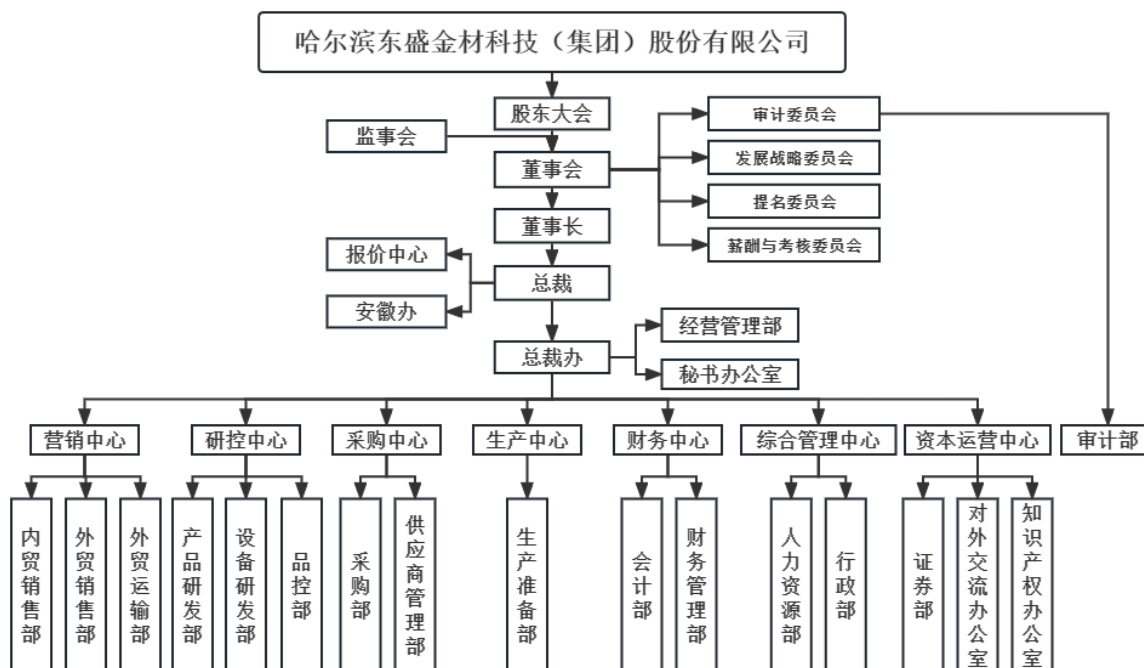 哈尔滨东盛金材科技（集团）股份有限公司
股东大会
监事会
审计委员会
董事会
发展战略委员会
提名委员会
董事长
薪酬与考核委员会
报价中心
总裁
安徽办
经营管理部
总裁办
秘书办公室
营销中心
研控中心
采购中心
生产中心
财务中心
综合管理中心
资本运营中心
审计部
内贸销售部
外贸销售部
外贸运输部
产品研发部
设备研发部
品控部
采购部
供应商管理部
生产准备部
会计部
财务管理部
人力资源部
行政部
证券部
对外交流办公室
知识产权办公室